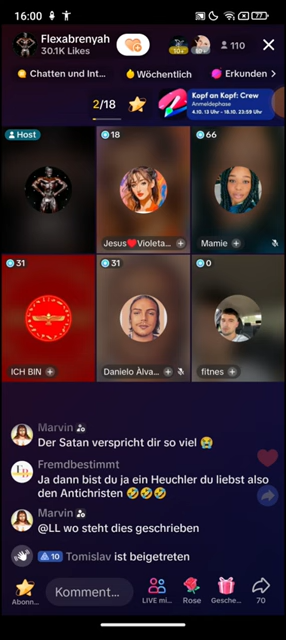 16:00
77
Flexabrenyah
30.1K Likes
110
Chatten und Int...
Wöchentlich
Erkunden
2/18
Kopf an Kopf: Crew
Anmeldephase
4.10. 13 Uhr - 18.10. 23:59 Uhr
Host
18
66
Jesus❤️Violeta...
Mamie
31
31
0
ICH BIN
Danielo Àlva...
fitnes
Marvin
Der Satan verspricht dir so viel 😭
Fremdbestimmt
Ja dann bist du ja ein Heuchler du liebst also
den Antichristen 🤣🤣🤣
Marvin
@LL wo steht dies geschrieben
10 Tomislav ist beigetreten
Abonn...
Komment...
LIVE mi...
Rose
Gesche...
70